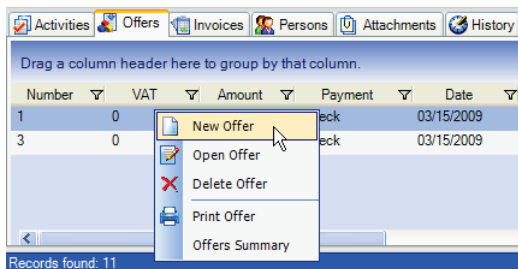 Activities Offers Invoices Persons Attachments History
Drag a column header here to group by that column.
Number VAT Amount Payment Date
1 0 eck 03/15/2009
3 0 eck 03/15/2009
New Offer
Open Offer
Delete Offer
Print Offer
Offers Summary
Records found: 11